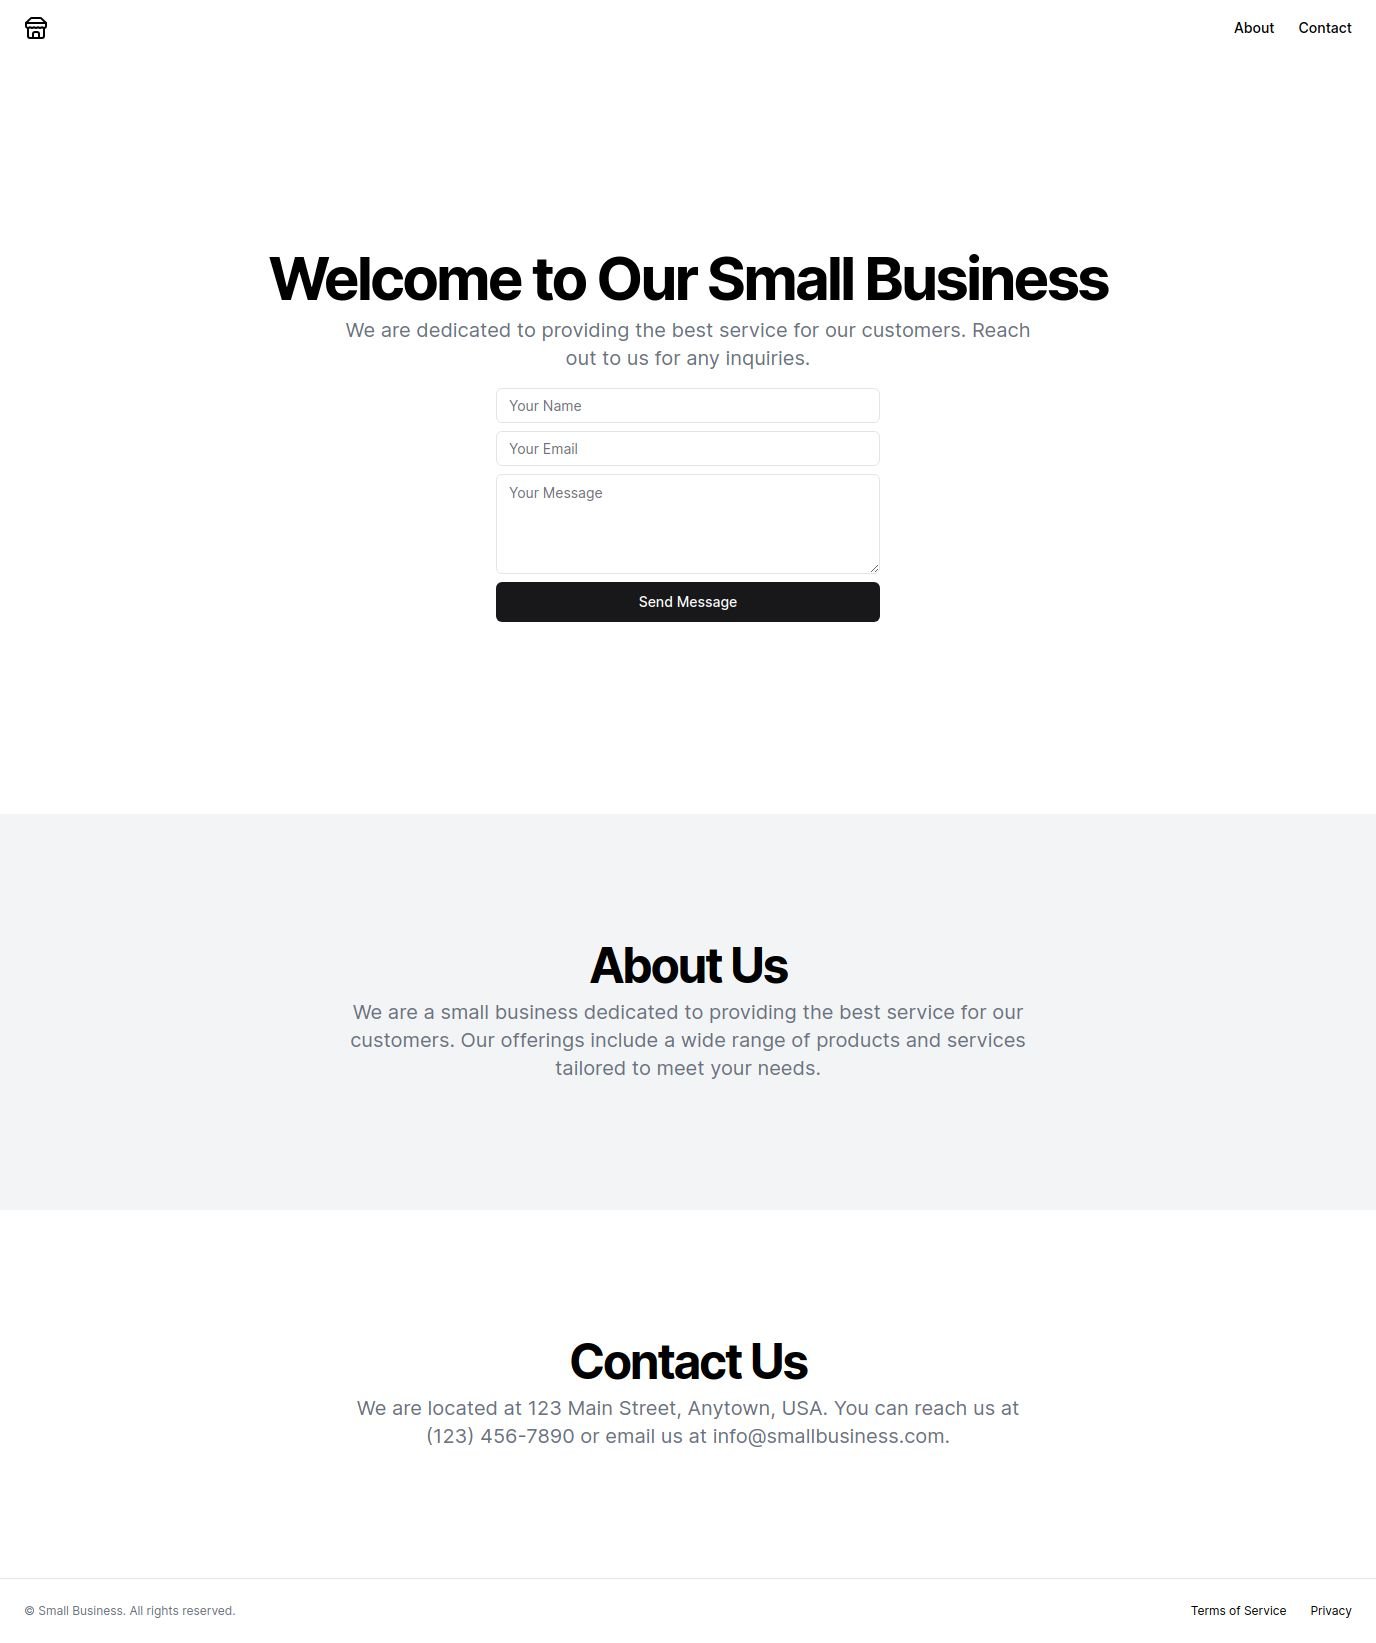 About
Contact
Welcome to Our Small Business
We are dedicated to providing the best service for our customers. Reach
out to us for any inquiries.
Your Name
Your Email
Your Message
Send Message
About Us
We are a small business dedicated to providing the best service for our
customers. Our offerings include a wide range of products and services
tailored to meet your needs.
Contact Us
We are located at 123 Main Street, Anytown, USA. You can reach us at
(123) 456-7890 or email us at info@smallbusiness.com.
© Small Business. All rights reserved.
Terms of Service
Privacy